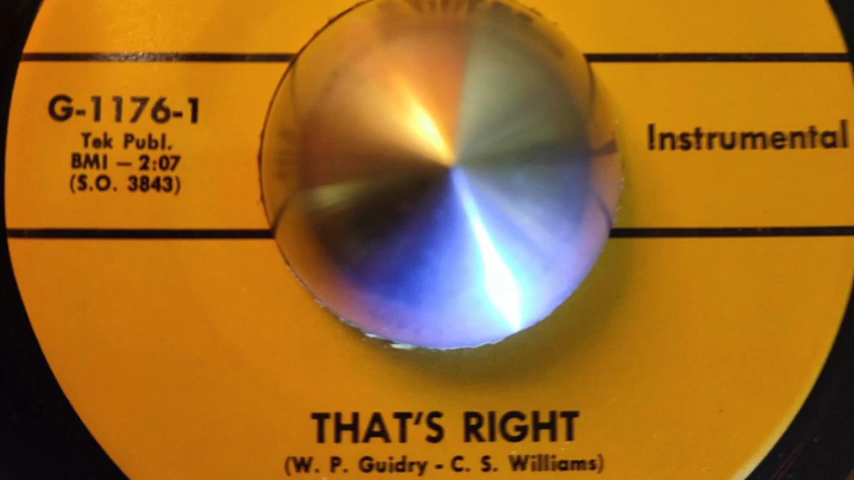 G-1176-1
Tek Publ.
BMI — 2:07
(S.O. 3843)
Instrumental
THAT'S RIGHT
(W. P. Guidry - C. S. Williams)